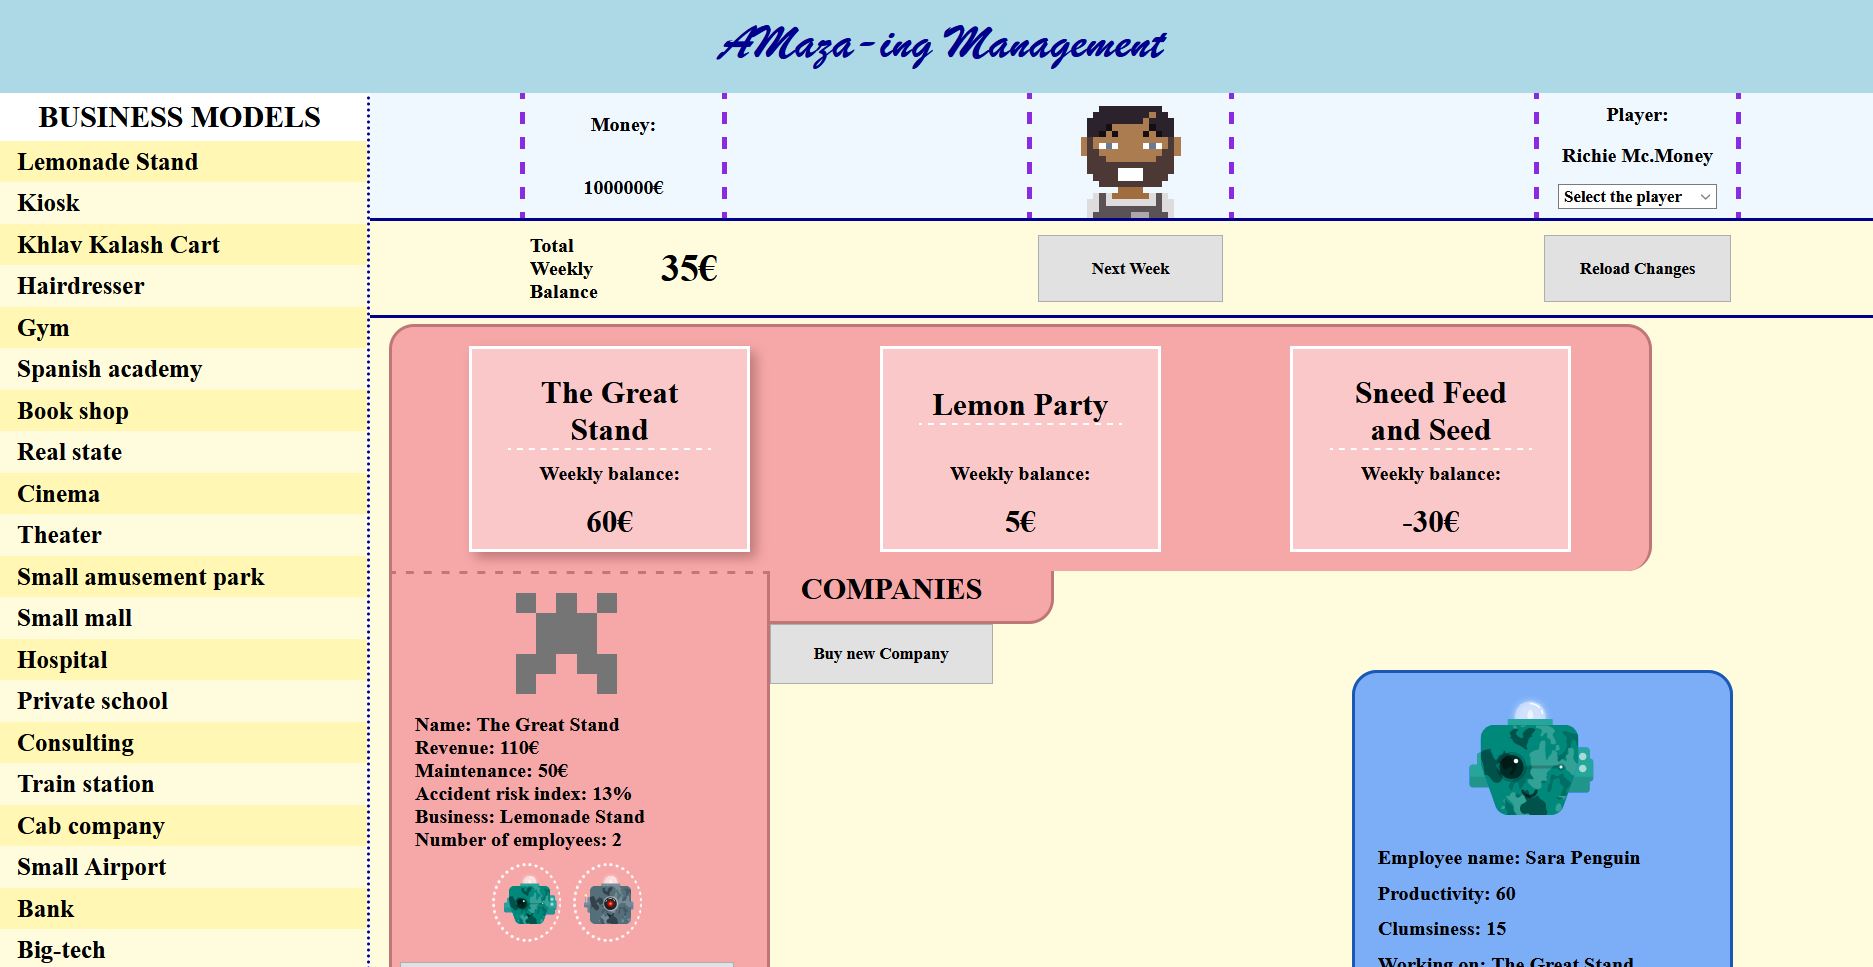 AMaza-ing Management
BUSINESS MODELS
Lemonade Stand
Kiosk
Khlav Kalash Cart
Hairdresser
Gym
Spanish academy
Book shop
Real state
Cinema
Theater
Small amusement park
Small mall
Hospital
Private school
Consulting
Train station
Cab company
Small Airport
Bank
Big-tech
Money:
1000000€
Player:
Richie Mc.Money
Select the player
Total
Weekly
Balance
35€
Next Week
Reload Changes
The Great
Stand
Weekly balance:
60€
Lemon Party
Weekly balance:
5€
Sneed Feed
and Seed
Weekly balance:
-30€
COMPANIES
Buy new Company
Name: The Great Stand
Revenue: 110€
Maintenance: 50€
Accident risk index: 13%
Business: Lemonade Stand
Number of employees: 2
Employee name: Sara Penguin
Productivity: 60
Clumsiness: 15
Working on: The Great Stand